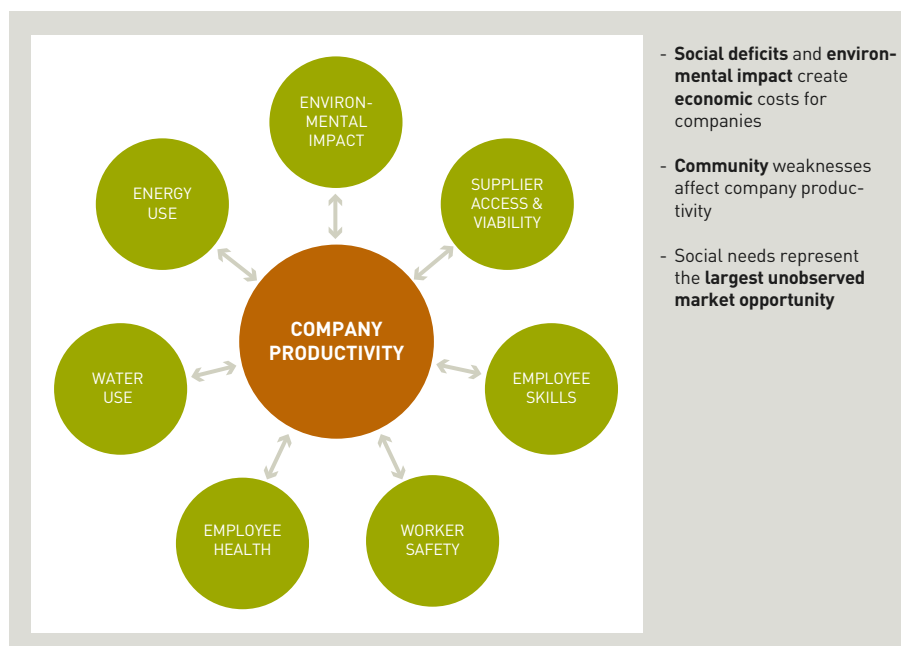 ENVIRON-
MENTAL
IMPACT
SUPPLIER
ACCESS &
VIABILITY
EMPLOYEE
SKILLS
WORKER
SAFETY
EMPLOYEE
HEALTH
WATER
USE
ENERGY
USE
COMPANY
PRODUCTIVITY
- Social deficits and environ-
mental impact create
economic costs for
companies
- Community weaknesses
affect company produc-
tivity
- Social needs represent
the largest unobserved
market opportunity